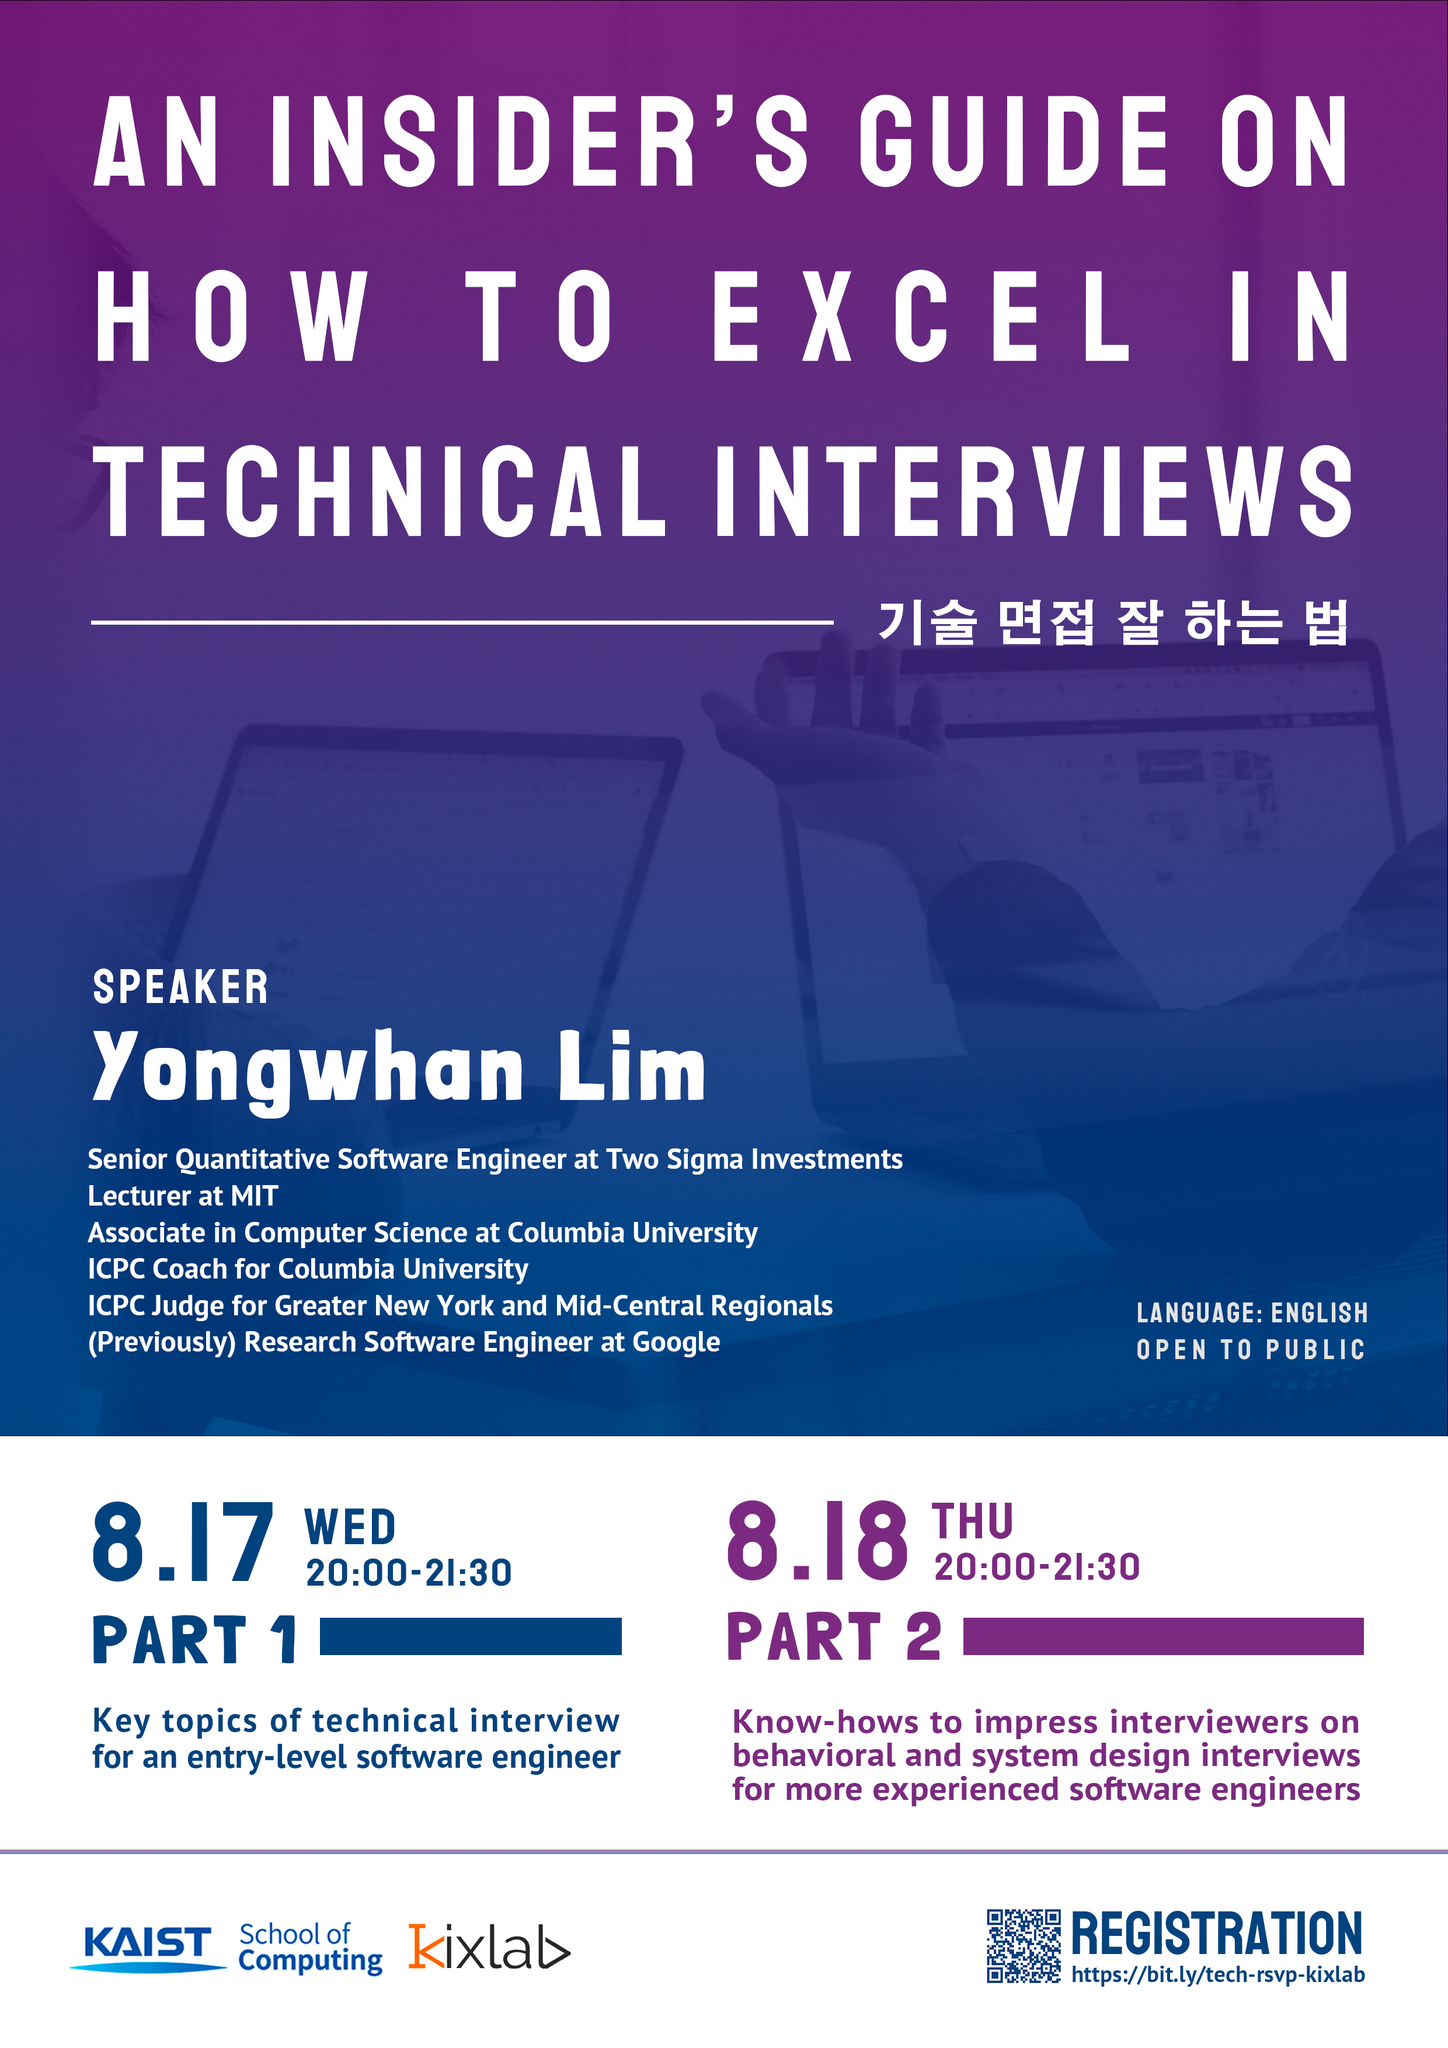 AN INSIDER'S GUIDE ON
HOW TO EXCEL IN
TECHNICAL INTERVIEWS
기술 면접 잘 하는 법
SPEAKER
Yongwhan Lim
Senior Quantitative Software Engineer at Two Sigma Investments
Lecturer at MIT
Associate in Computer Science at Columbia University
ICPC Coach for Columbia University
ICPC Judge for Greater New York and Mid-Central Regionals
(Previously) Research Software Engineer at Google
LANGUAGE: ENGLISH
OPEN TO PUBLIC
8.17 WED
20:00-21:30
PART 1
Key topics of technical interview
for an entry-level software engineer
8.18 THU
20:00-21:30
PART 2
Know-hows to impress interviewers on
behavioral and system design interviews
for more experienced software engineers
KAIST
School of
Computing
Kixlab
REGISTRATION
https://bit.ly/tech-rsvp-kixlab